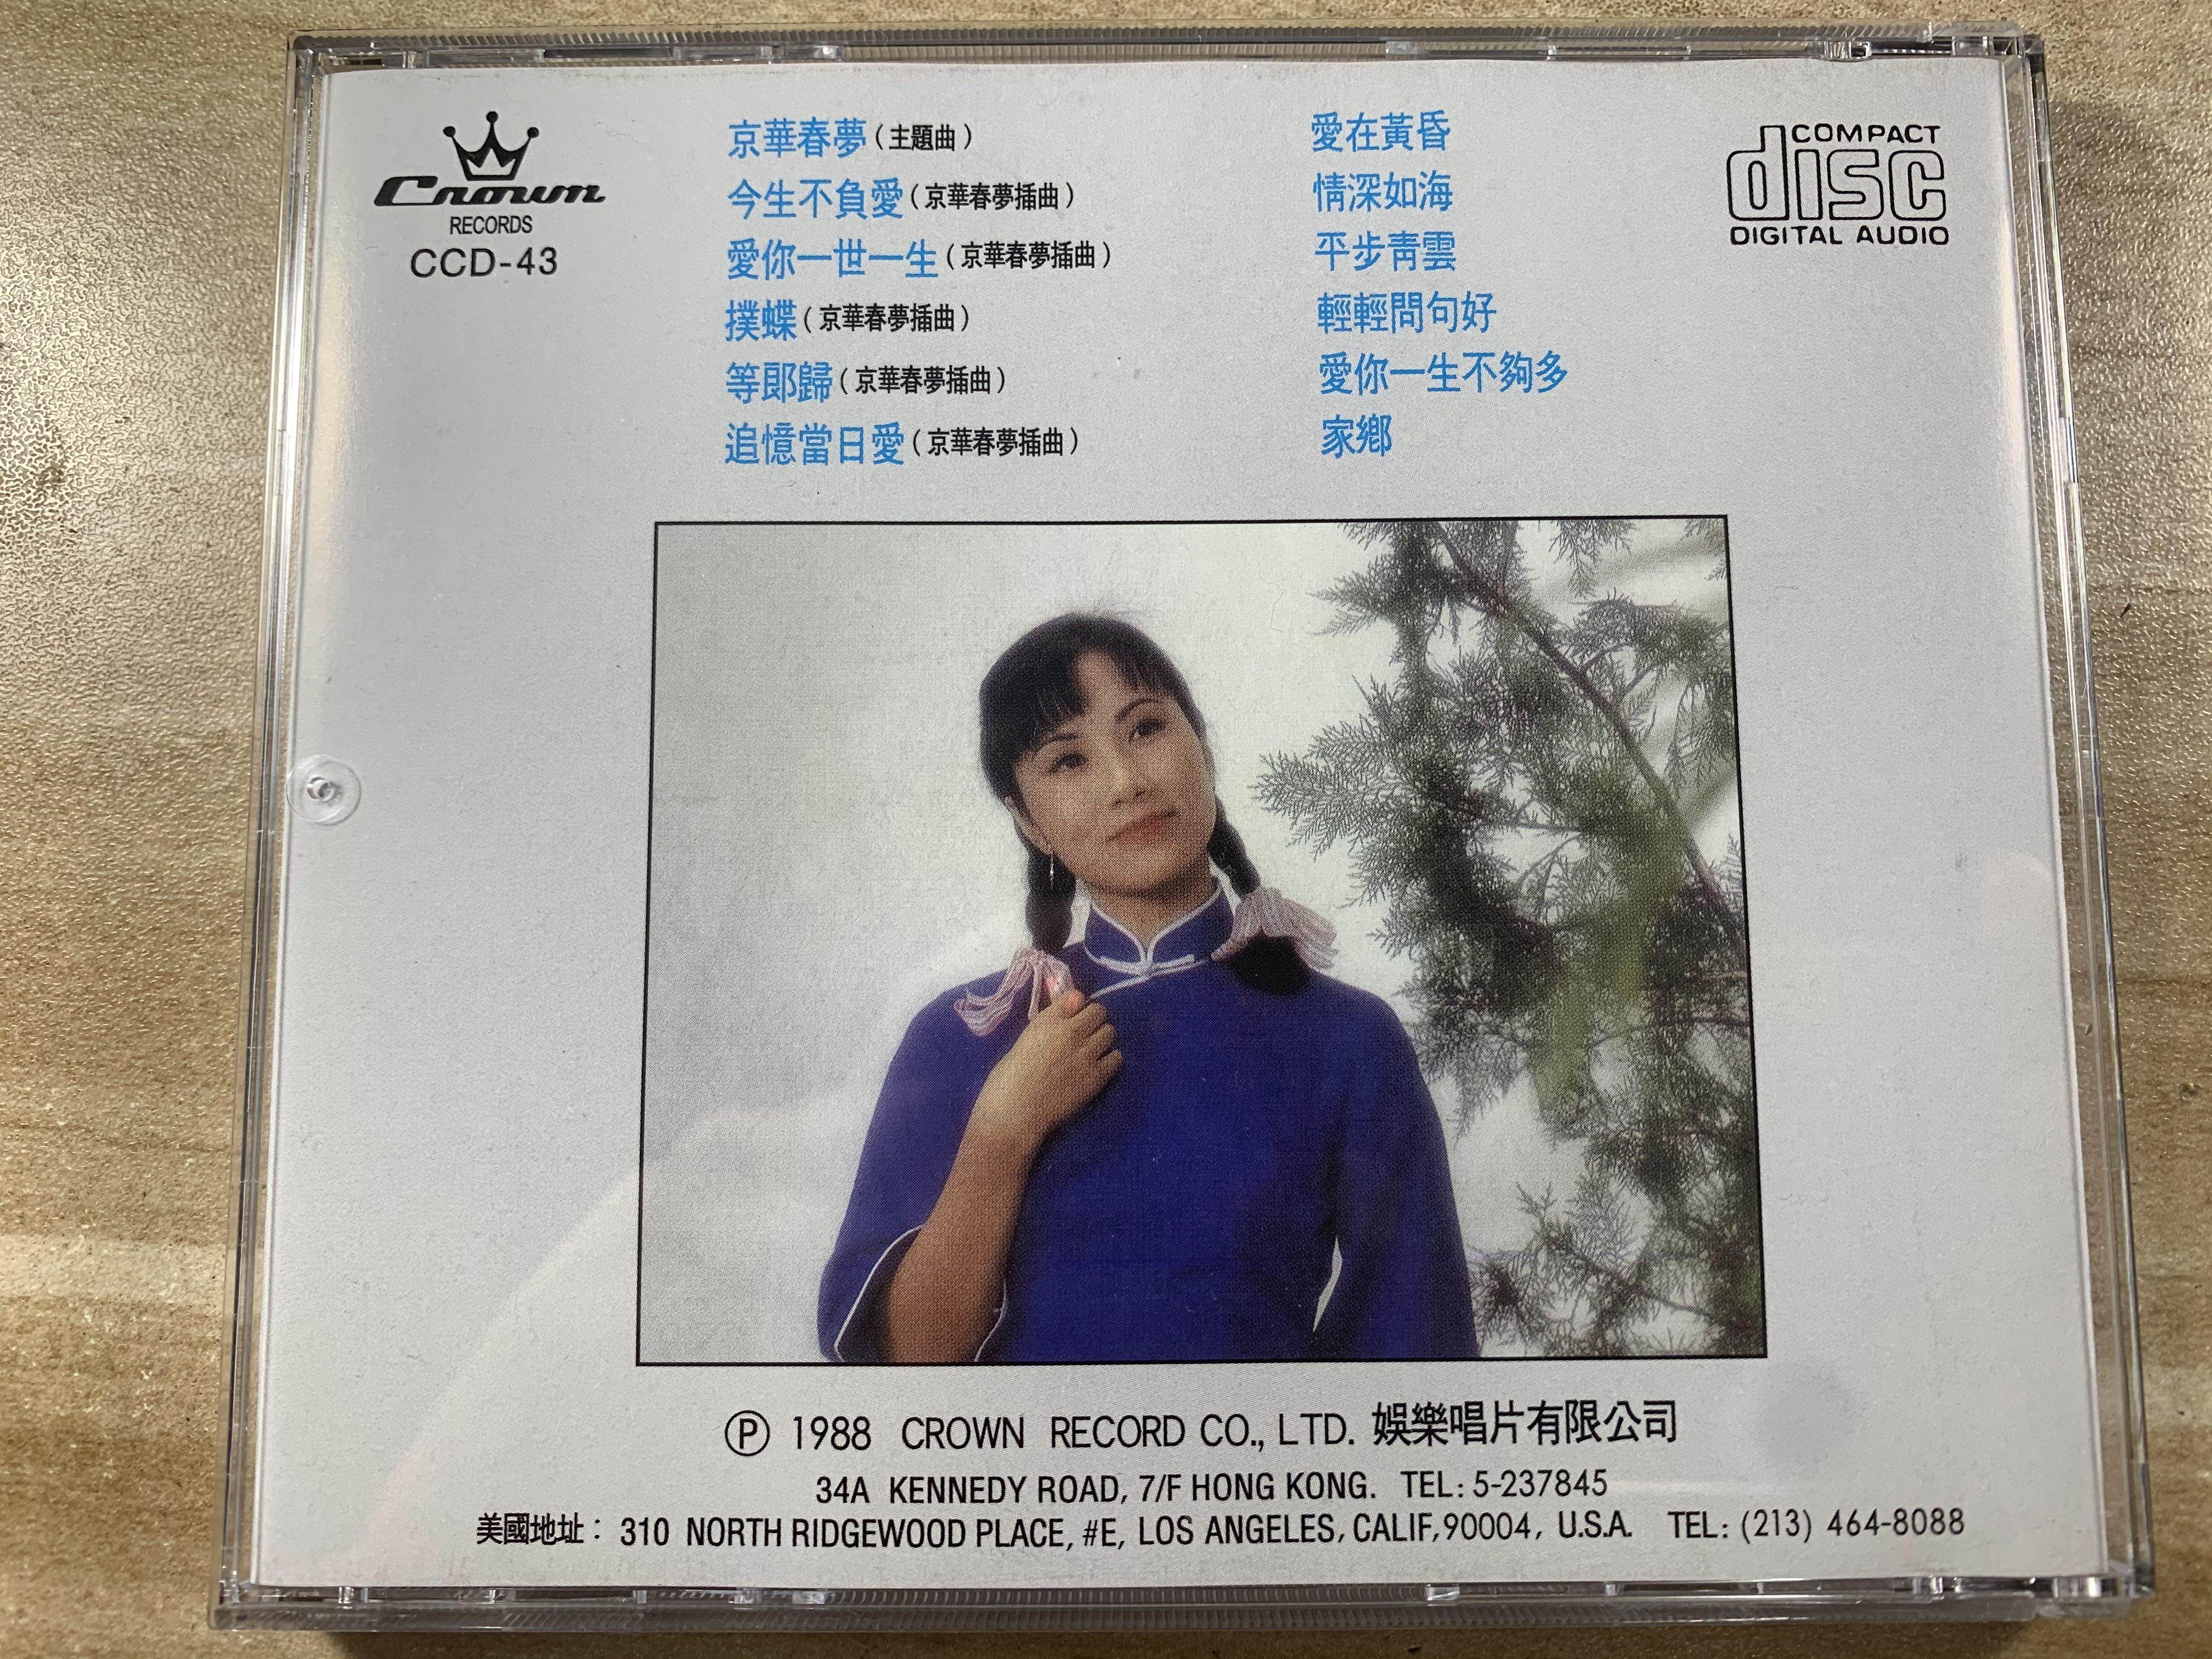 Crown
RECORDS
CCD-43
京華春夢(主題曲)
今生不負愛(京華春夢插曲)
愛你一世一生(京華春夢插曲)
撲蝶(京華春夢插曲)
等郎歸(京華春夢插曲)
追憶當日愛(京華春夢插曲)
愛在黃昏
情深如海
平步青雲
輕輕問句好
愛你一生不夠多
家鄉
COMPACT
disc
DIGITAL AUDIO
Ⓟ 1988 CROWN RECORD CO., LTD. 娛樂唱片有限公司
34A KENNEDY ROAD, 7/F HONG KONG. TEL: 5-237845
美國地址: 310 NORTH RIDGEWOOD PLACE, #E, LOS ANGELES, CALIF, 90004, U.S.A. TEL: (213) 464-8088